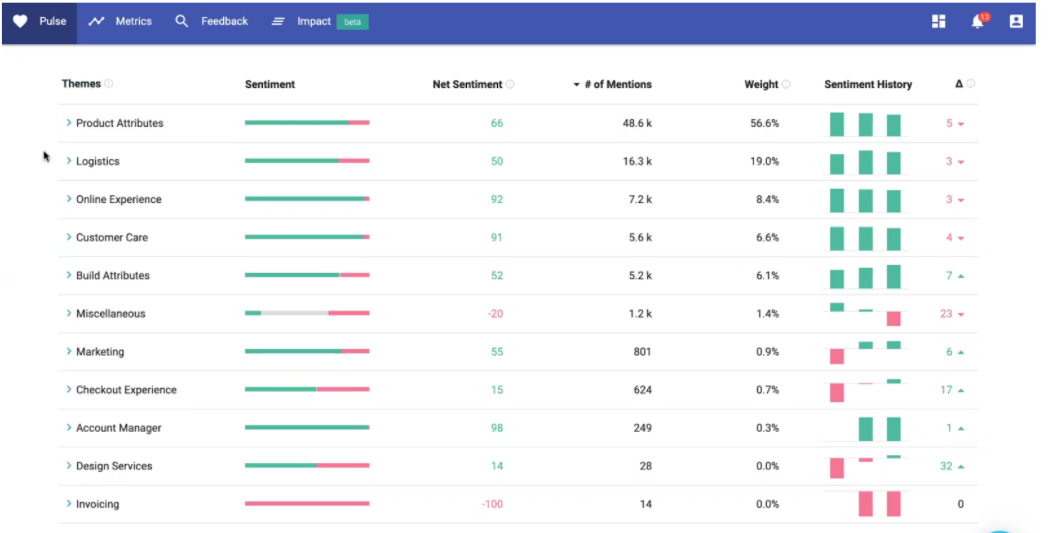 Pulse Metrics Feedback Impact beta 13
Themes Sentiment Net Sentiment # of Mentions Weight Sentiment History Δ
Product Attributes 66 48.6 k 56.6% 5
Logistics 50 16.3 k 19.0% 3
Online Experience 92 7.2 k 8.4% 3
Customer Care 91 5.6 k 6.6% 4
Build Attributes 52 5.2 k 6.1% 7
Miscellaneous -20 1.2 k 1.4% 23
Marketing 55 801 0.9% 6
Checkout Experience 15 624 0.7% 17
Account Manager 98 249 0.3% 1
Design Services 14 28 0.0% 32
Invoicing -100 14 0.0% 0